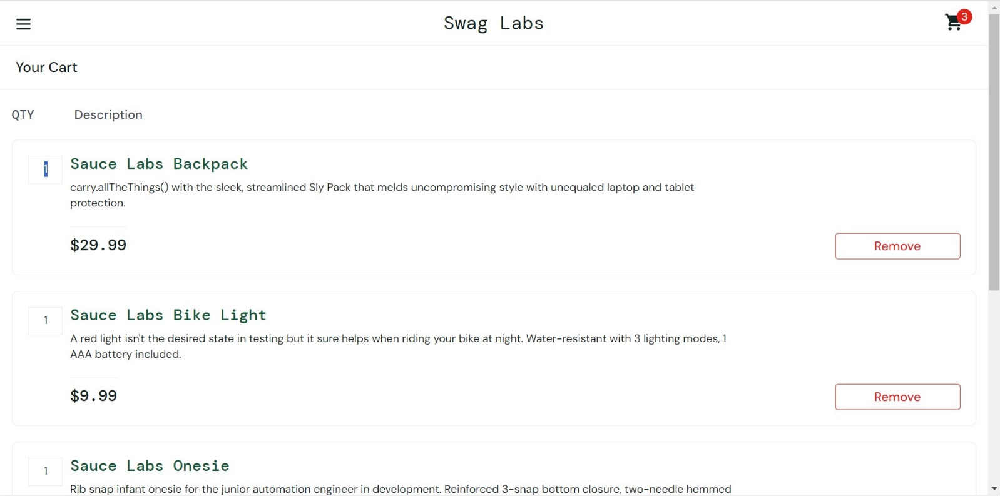 Swag Labs
3
Your Cart
QTY Description
1
Sauce Labs Backpack
carry.allTheThings() with the sleek, streamlined Sly Pack that melds uncompromising style with unequaled laptop and tablet
protection.
$29.99
Remove
1
Sauce Labs Bike Light
A red light isn't the desired state in testing but it sure helps when riding your bike at night. Water-resistant with 3 lighting modes, 1
AAA battery included.
$9.99
Remove
1
Sauce Labs Onesie
Rib snap infant onesie for the junior automation engineer in development. Reinforced 3-snap bottom closure, two-needle hemmed